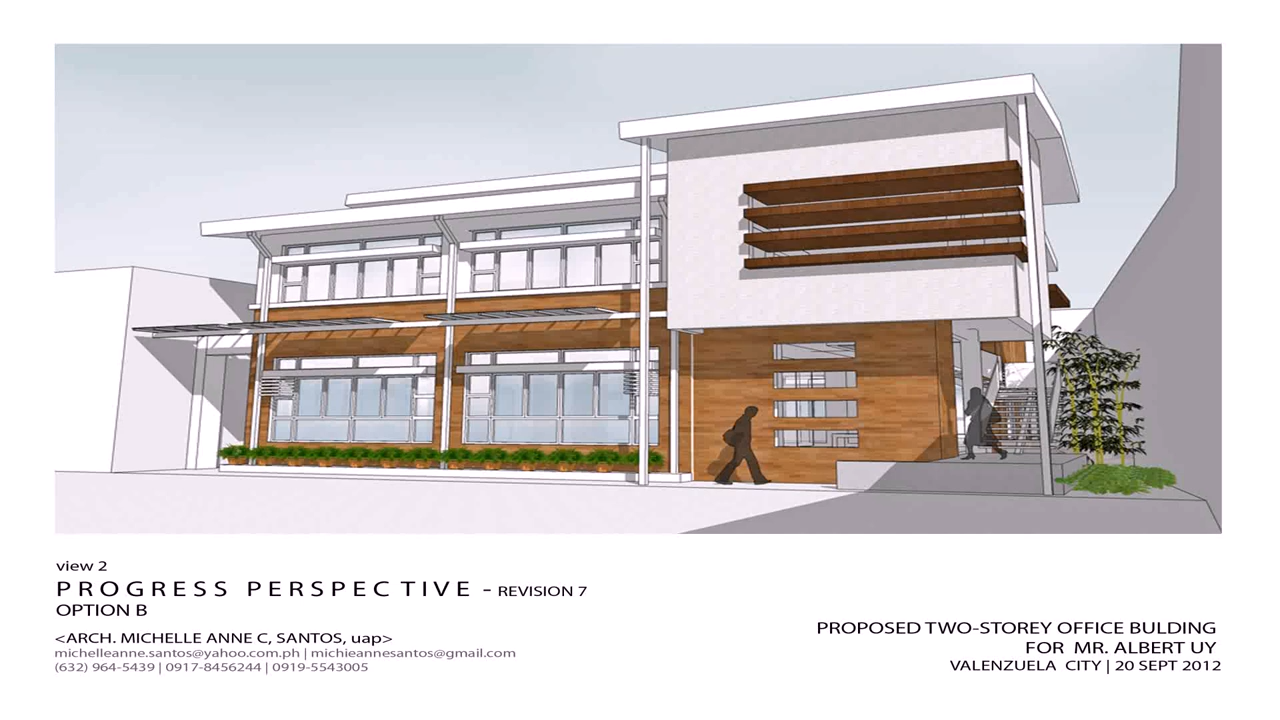 view 2
PROGRESS PERSPECTIVE - REVISION 7
OPTION B
<ARCH. MICHELLE ANNE C, SANTOS, uap>
michelleanne.santos@yahoo.com.ph | michieannesantos@gmail.com
(632) 964-5439 | 0917-8456244 | 0919-5543005
PROPOSED TWO-STOREY OFFICE BULDING
FOR MR. ALBERT UY
VALENZUELA CITY | 20 SEPT 2012